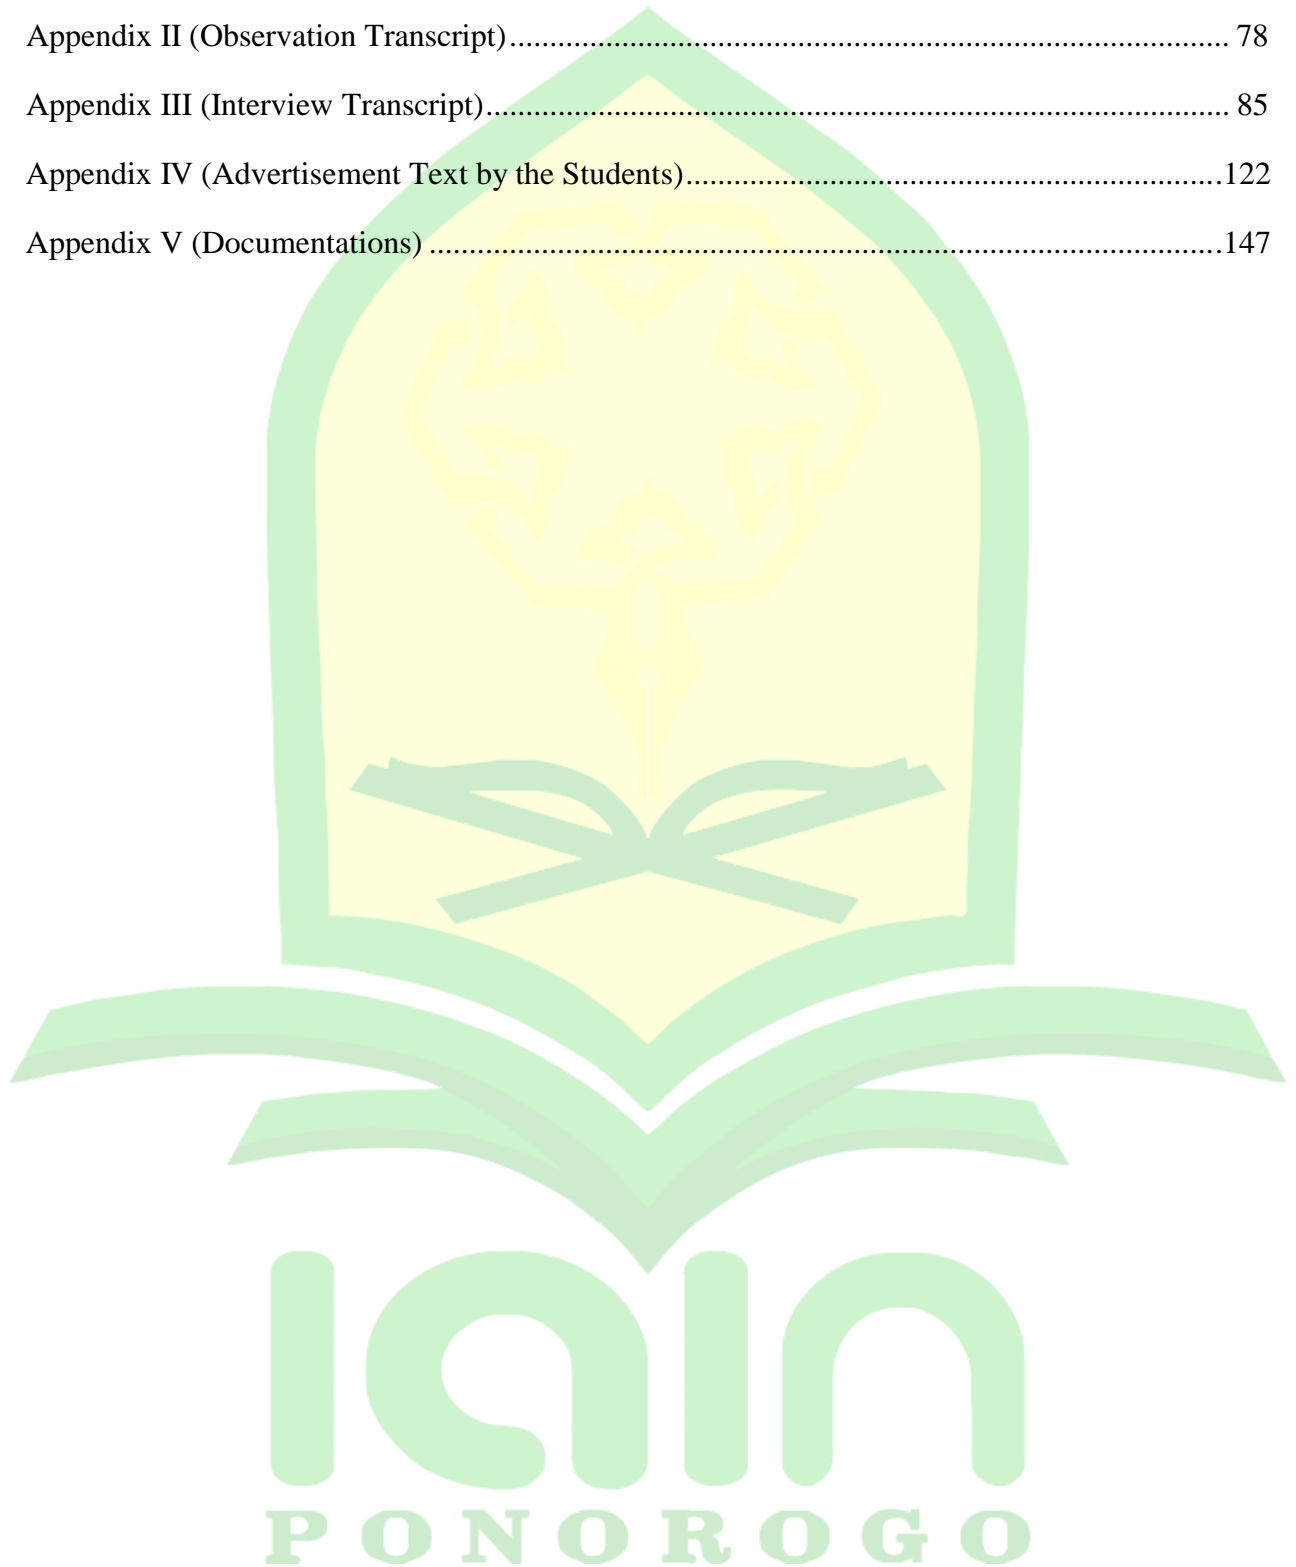 Appendix II (Observation Transcript)........................................................................................... 78
Appendix III (Interview Transcript).............................................................................................. 85
Appendix IV (Advertisement Text by the Students)....................................................................122
Appendix V (Documentations) ....................................................................................................147
iain
PONOROGO